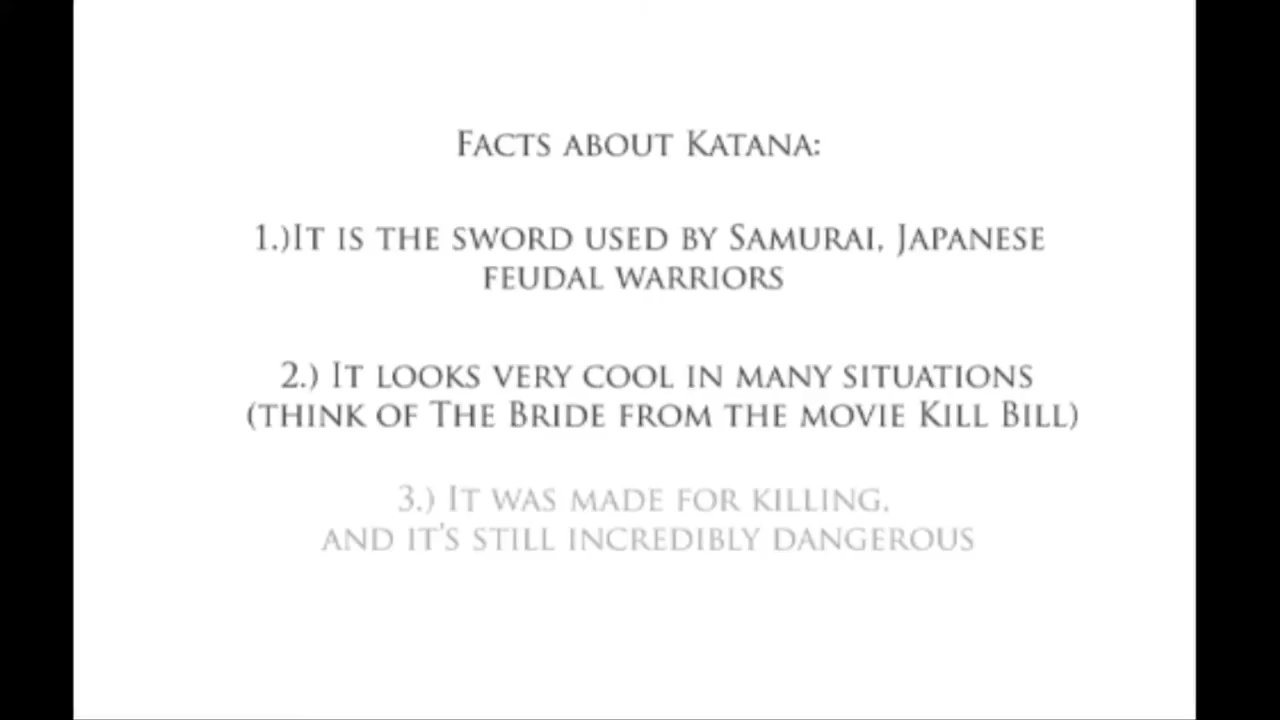 Facts about Katana:
1.)It is the sword used by Samurai, Japanese
feudal warriors
2.) It looks very cool in many situations
(think of The Bride from the movie Kill Bill)
3.) It was made for killing,
and it's still incredibly dangerous